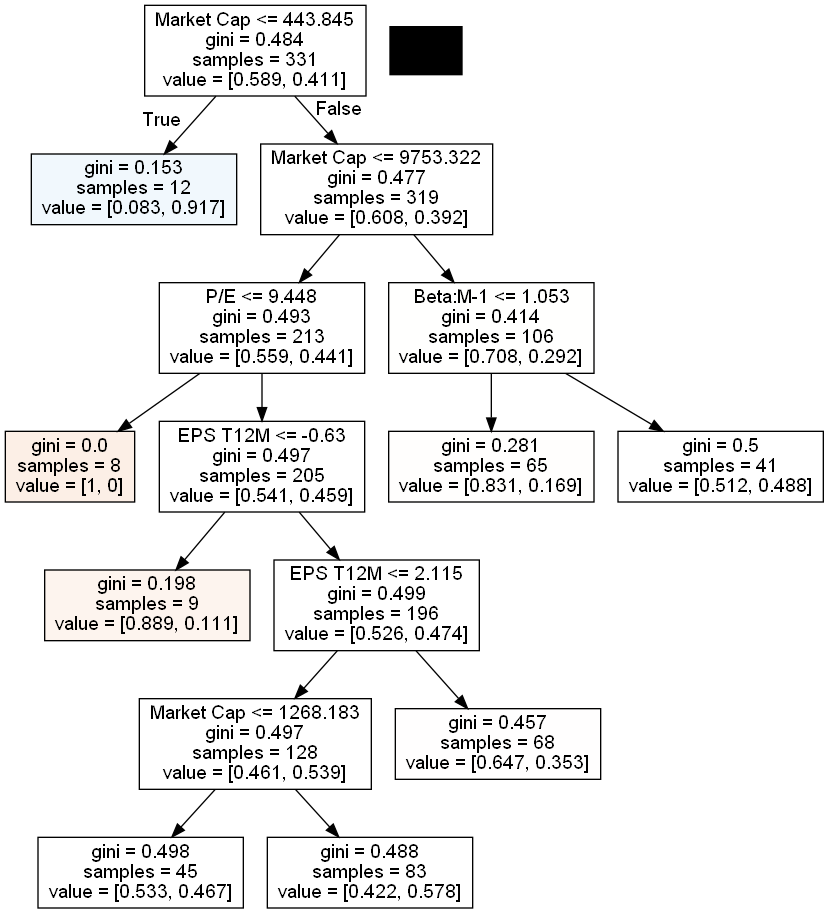 Market Cap <= 443.845
gini = 0.484
samples = 331
value = [0.589, 0.411]
True
False
gini = 0.153
samples = 12
value = [0.083, 0.917]
Market Cap <= 9753.322
gini = 0.477
samples = 319
value = [0.608, 0.392]
P/E <= 9.448
gini = 0.493
samples = 213
value = [0.559, 0.441]
Beta:M-1 <= 1.053
gini = 0.414
samples = 106
value = [0.708, 0.292]
gini = 0.0
samples = 8
value = [1, 0]
EPS T12M <= -0.63
gini = 0.497
samples = 205
value = [0.541, 0.459]
gini = 0.281
samples = 65
value = [0.831, 0.169]
gini = 0.5
samples = 41
value = [0.512, 0.488]
gini = 0.198
samples = 9
value = [0.889, 0.111]
EPS T12M <= 2.115
gini = 0.499
samples = 196
value = [0.526, 0.474]
Market Cap <= 1268.183
gini = 0.497
samples = 128
value = [0.461, 0.539]
gini = 0.457
samples = 68
value = [0.647, 0.353]
gini = 0.498
samples = 45
value = [0.533, 0.467]
gini = 0.488
samples = 83
value = [0.422, 0.578]